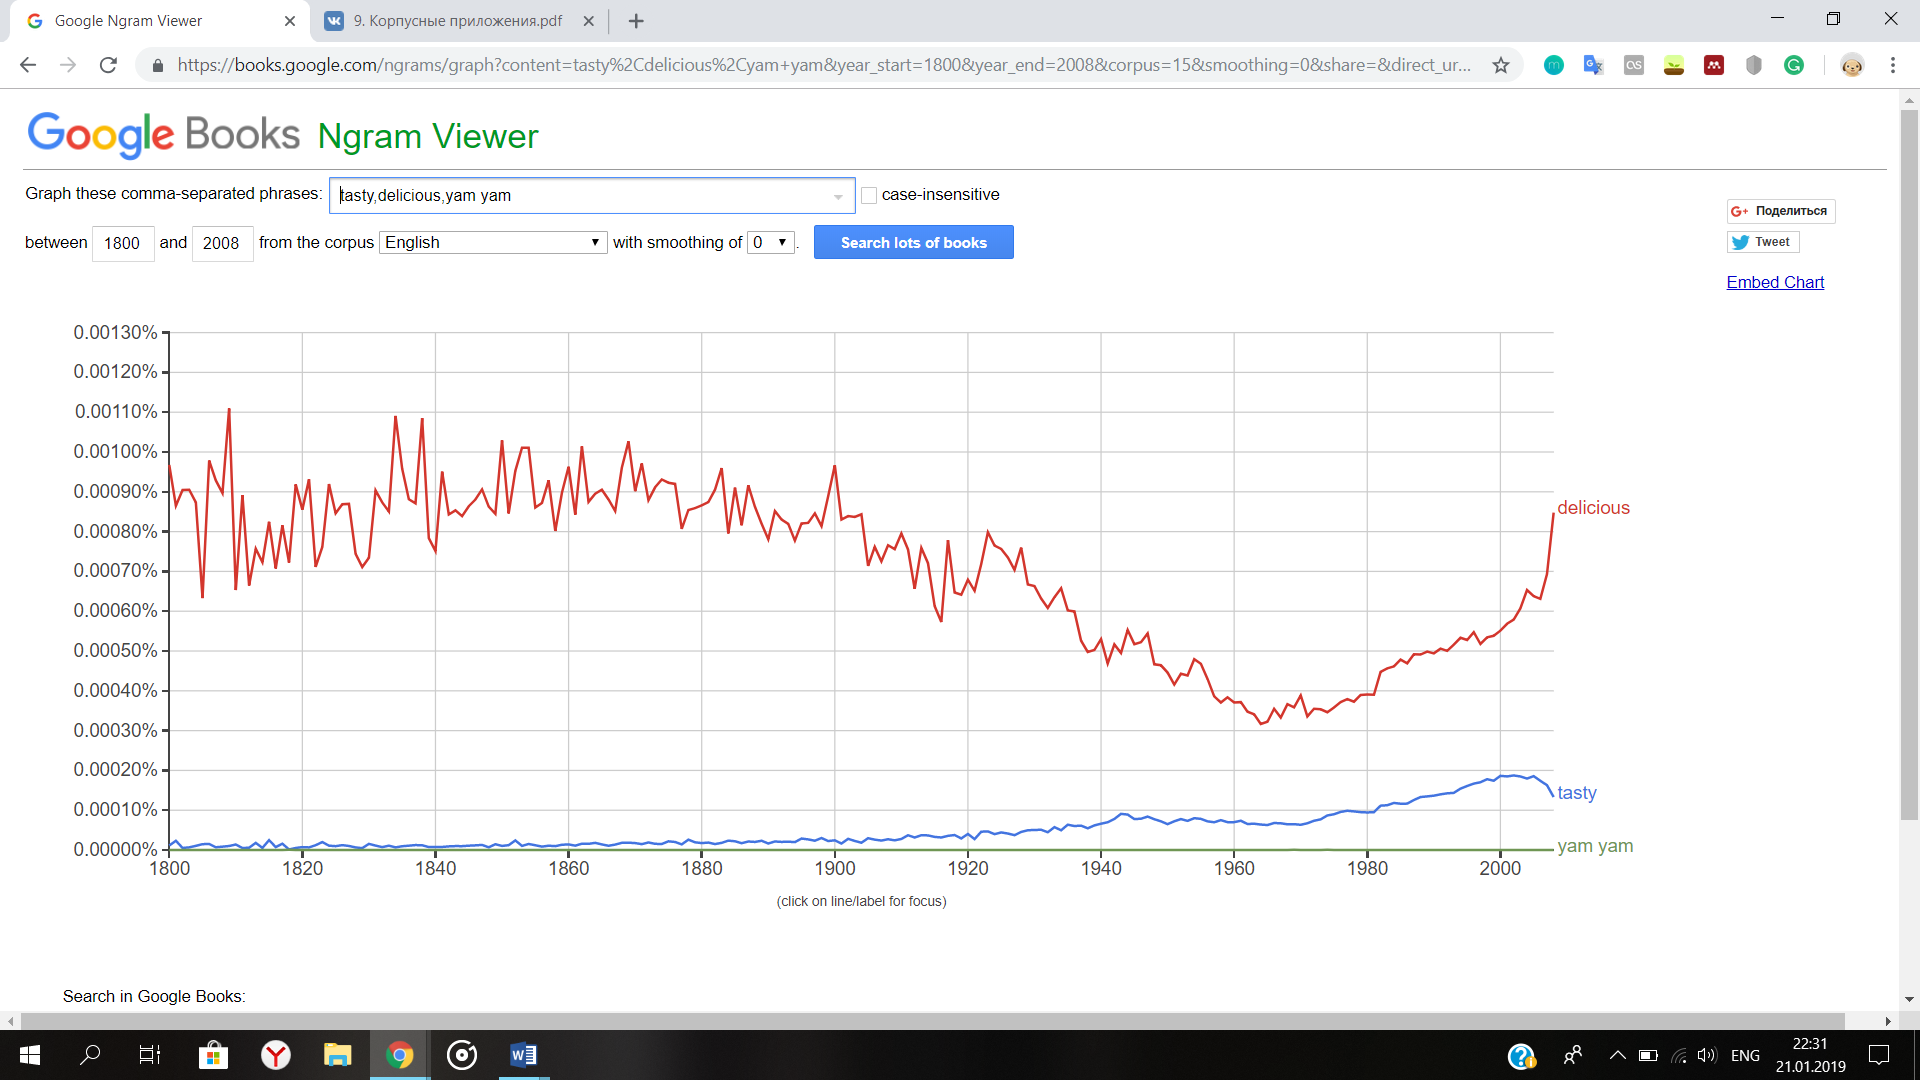 Google Ngram Viewer
9. Корпусные приложения.pdf
https://books.google.com/ngrams/graph?content=tasty%2Cdelicious%2Cyam+yam&year_start=1800&year_end=2008&corpus=15&smoothing=0&share=&direct_ur...
Google Books Ngram Viewer
Graph these comma-separated phrases: tasty,delicious,yam yam case-insensitive
between 1800 and 2008 from the corpus English with smoothing of 0 . Search lots of books
G+ Поделиться
Tweet
Embed Chart
0.00130%
0.00120%
0.00110%
0.00100%
0.00090%
0.00080%
0.00070%
0.00060%
0.00050%
0.00040%
0.00030%
0.00020%
0.00010%
0.00000%
delicious
tasty
yam yam
1800 1820 1840 1860 1880 1900 1920 1940 1960 1980 2000
(click on line/label for focus)
Search in Google Books:
ENG
22:31
21.01.2019